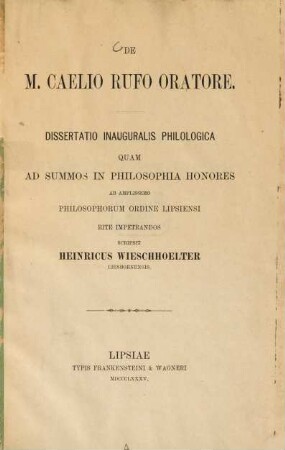 DE
M. CAELIO RUFO ORATORE.
DISSERTATIO INAUGURALIS PHILOLOGICA
QUAM
AD SUMMOS IN PHILOSOPHIA HONORES
AB AMPLISSIMO
PHILOSOPHORUM ORDINE LIPSIENSI
RITE IMPETRANDOS
SCRIPSIT
HEINRICUS WIESCHHOELTER
LIPSIAE
TYPIS FRANKENSTEINI & WAGNERI
MDCCCLXXXV.